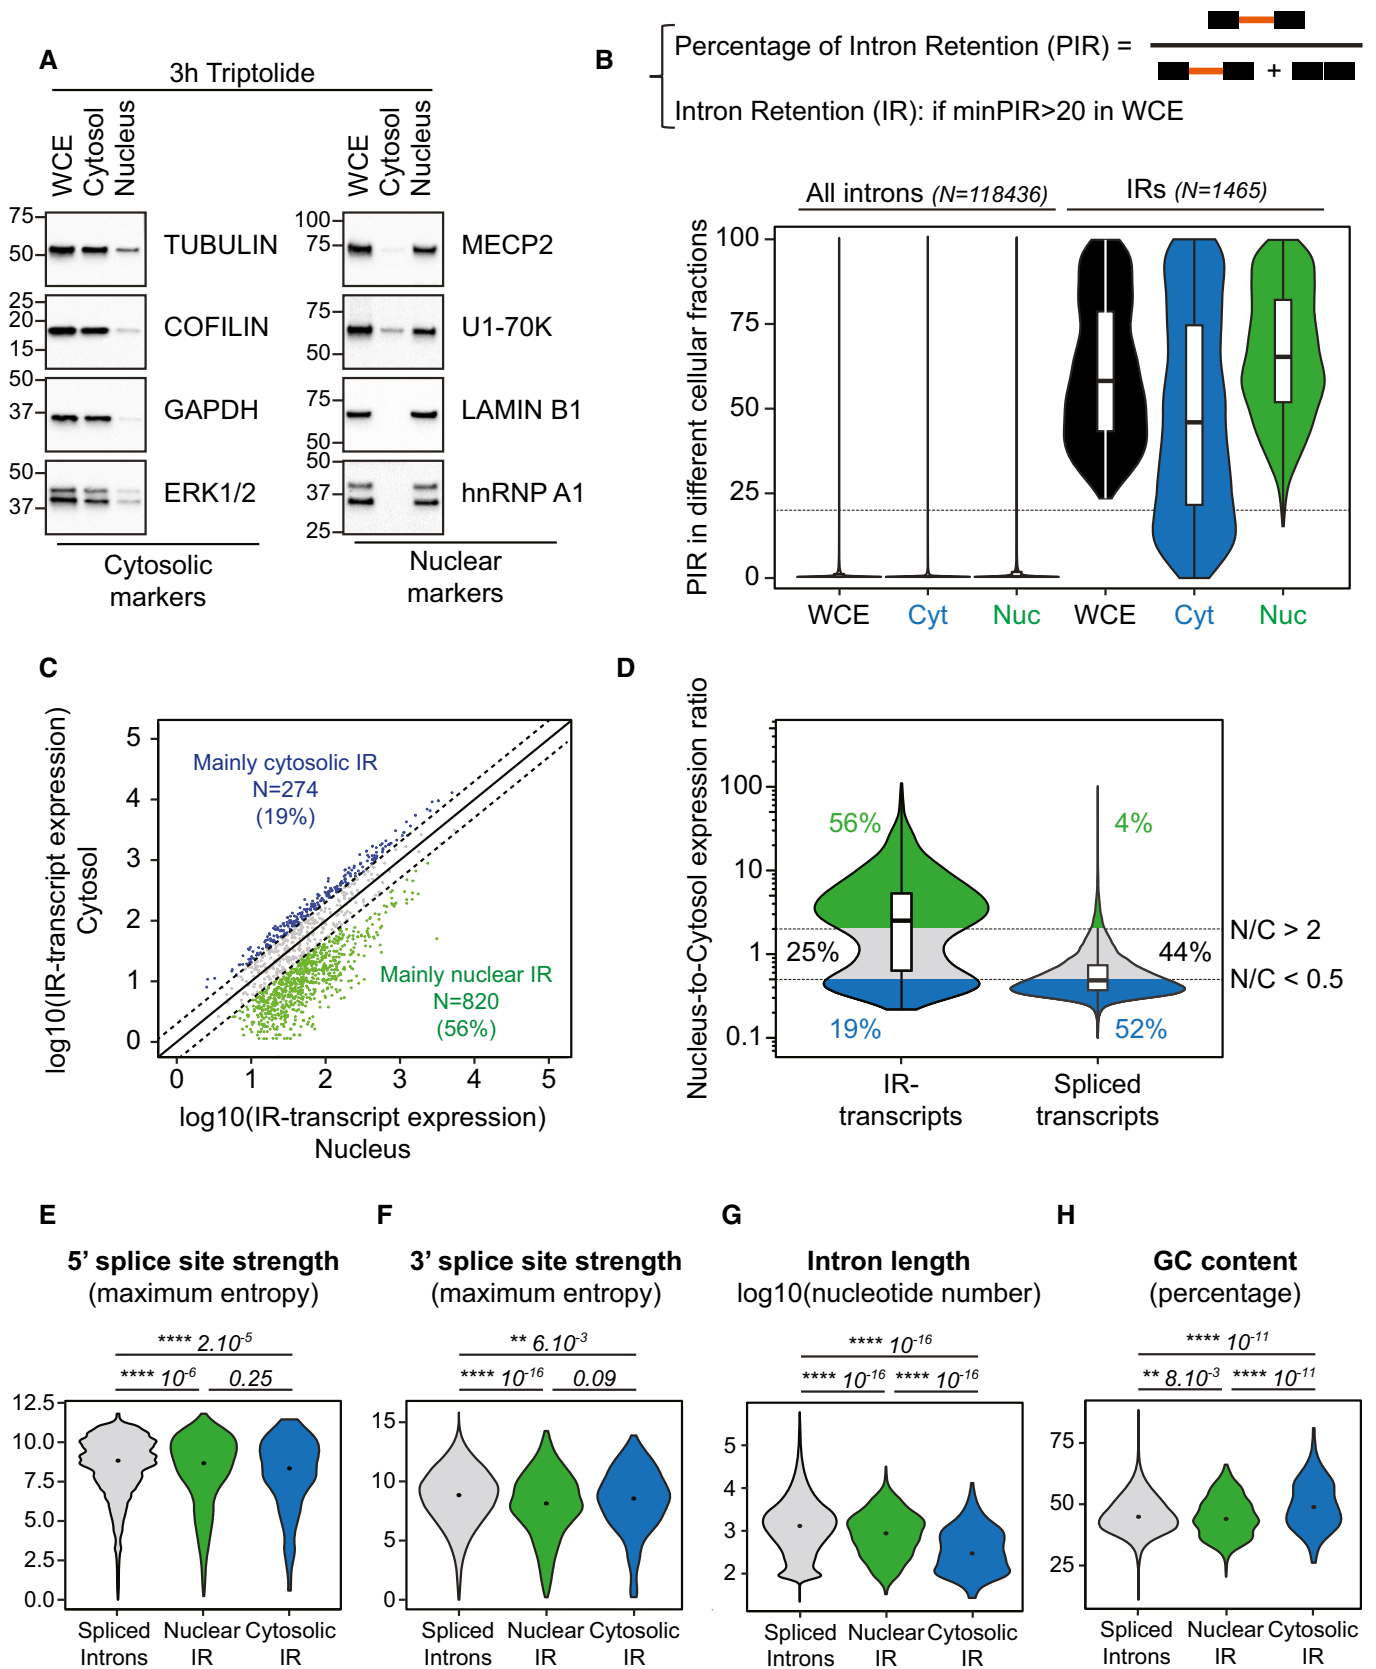 A
3h Triptolide
WCE
Cytosol
Nucleus
WCE
Cytosol
Nucleus
75
50
TUBULIN
25
20
15
COFILIN
50
37
GAPDH
50
37
ERK1/2
Cytosolic
markers
100
75
MECP2
75
50
U1-70K
75
50
LAMIN B1
50
37
25
hnRNP A1
Nuclear
markers
B
Percentage of Intron Retention (PIR) =
+
Intron Retention (IR): if minPIR>20 in WCE
All introns (N=118436)
IRs (N=1465)
PIR in different cellular fractions
100
75
50
25
0
WCE
Cyt
Nuc
WCE
Cyt
Nuc
C
log10(IR-transcript expression)
Cytosol
5
4
3
2
1
0
Mainly cytosolic IR
N=274
(19%)
Mainly nuclear IR
N=820
(56%)
0 1 2 3 4 5
log10(IR-transcript expression)
Nucleus
D
Nucleus-to-Cytosol expression ratio
100
10
1
0.1
56%
4%
25%
44%
19%
52%
N/C > 2
N/C < 0.5
IR-
transcripts
Spliced
transcripts
E
5’ splice site strength
(maximum entropy)
**** 2.10-5
**** 10-6
0.25
12.5
10.0
7.5
5.0
2.5
0.0
Spliced
Introns
Nuclear
IR
Cytosolic
IR
F
3’ splice site strength
(maximum entropy)
** 6.10-3
**** 10-16
0.09
15
10
5
0
Spliced
Introns
Nuclear
IR
Cytosolic
IR
G
Intron length
log10(nucleotide number)
**** 10-16
**** 10-16
**** 10-16
5
4
3
2
Spliced
Introns
Nuclear
IR
Cytosolic
IR
H
GC content
(percentage)
**** 10-11
** 8.10-3
**** 10-11
75
50
25
Spliced
Introns
Nuclear
IR
Cytosolic
IR